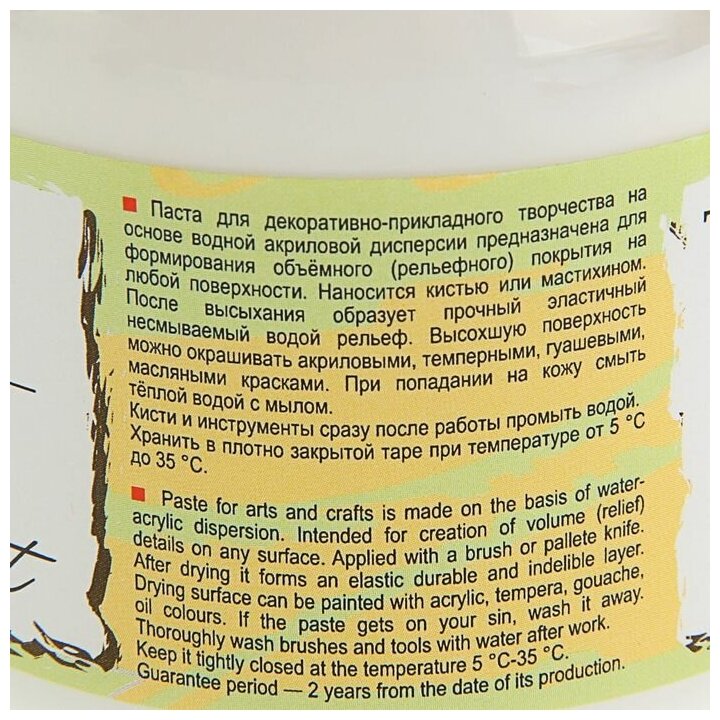 Паста для декоративно-прикладного творчества на
основе водной акриловой дисперсии предназначена для
формирования объёмного (рельефного) покрытия на
любой поверхности. Наносится кистью или мастихином.
После высыхания образует прочный эластичный
несмываемый водой рельеф. Высохшую поверхность
можно окрашивать акриловыми, темперными, гуашевыми,
масляными красками. При попадании на кожу смыть
тёплой водой с мылом.
Кисти и инструменты сразу после работы промыть водой.
Хранить в плотно закрытой таре при температуре от 5 °C
до 35 °C.
Paste for arts and crafts is made on the basis of water-
acrylic dispersion. Intended for creation of volume (relief)
details on any surface. Applied with a brush or pallete knife.
After drying it forms an elastic durable and indelible layer.
Drying surface can be painted with acrylic, tempera, gouache,
oil colours. If the paste gets on your sin, wash it away.
Thoroughly wash brushes and tools with water after work.
Keep it tightly closed at the temperature 5 °C-35 °C.
Guarantee period — 2 years from the date of its production.